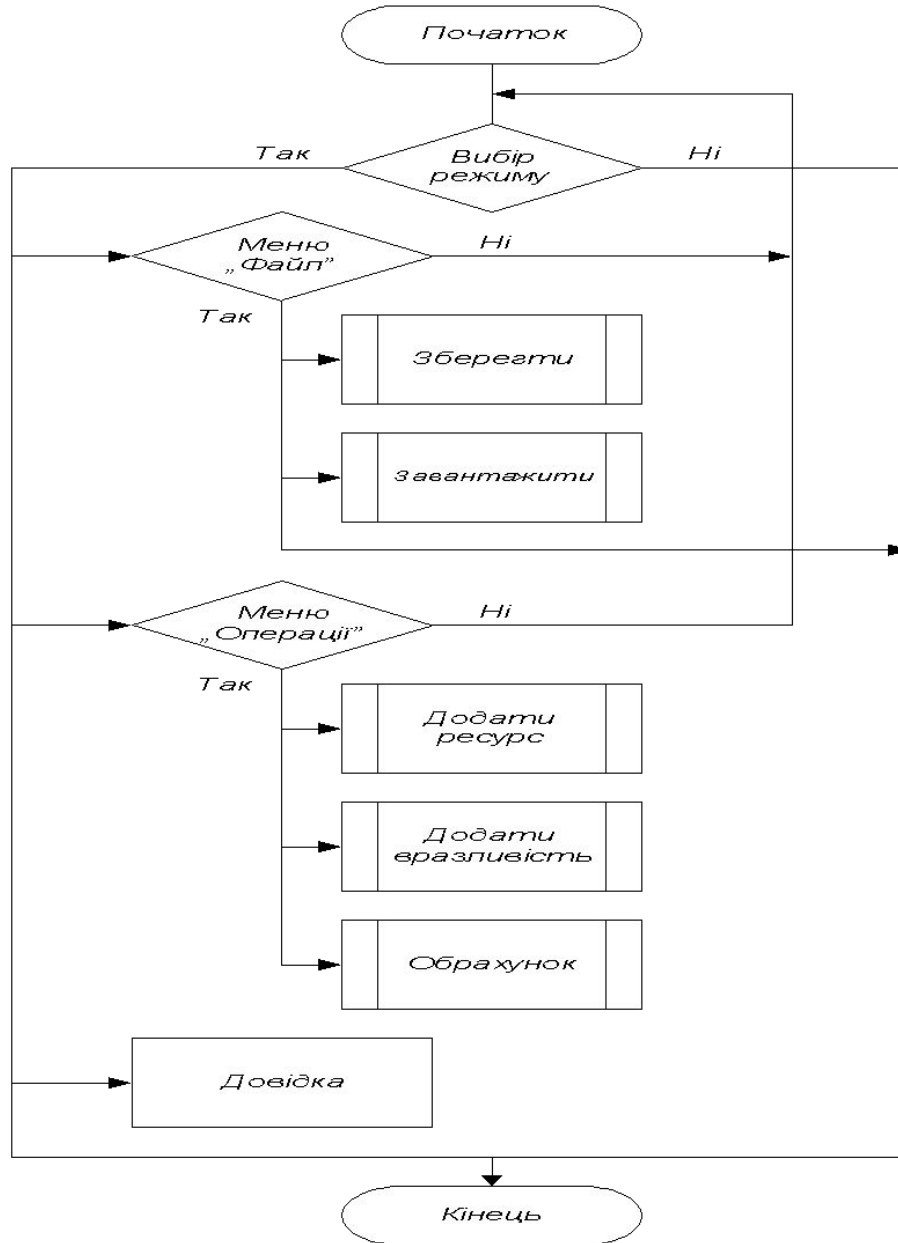 Початок
Так
Вибір
режиму
Ні
Меню
„Файл”
Ні
Так
Зберегти
Завантажити
Меню
„Операції”
Ні
Так
Додати
ресурс
Додати
вразливість
Обрахунок
Довідка
Кінець